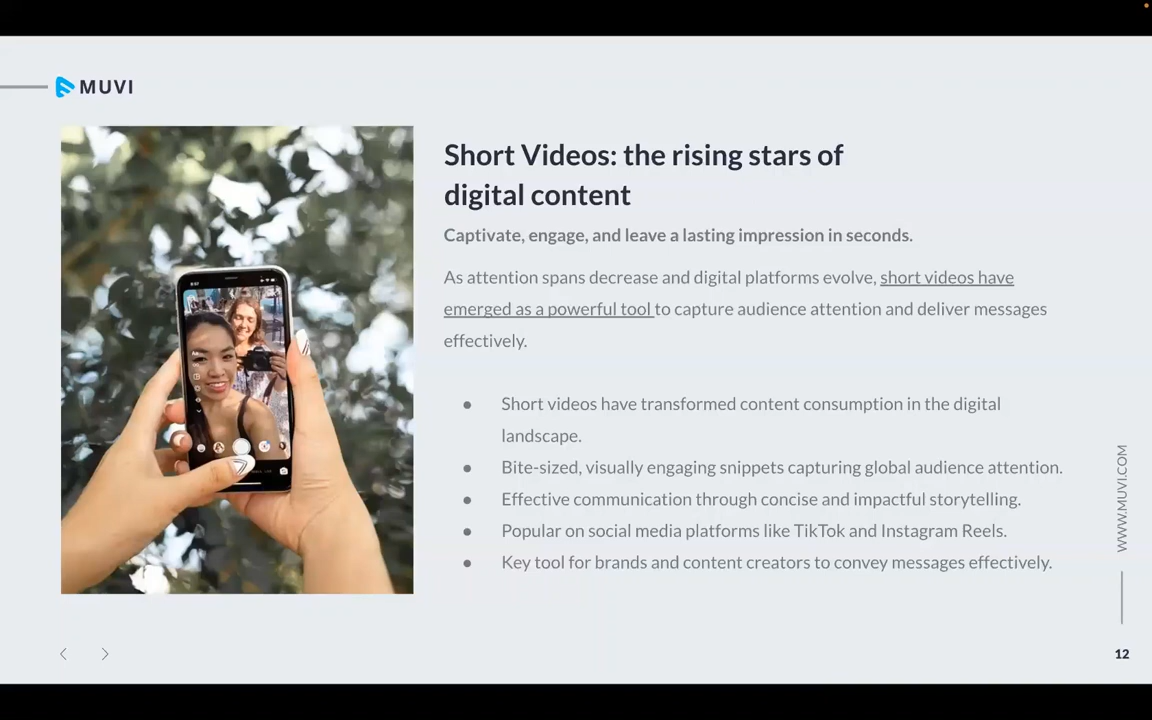 MUVI
Short Videos: the rising stars of
digital content
Captivate, engage, and leave a lasting impression in seconds.
As attention spans decrease and digital platforms evolve, short videos have
emerged as a powerful tool to capture audience attention and deliver messages
effectively.
● Short videos have transformed content consumption in the digital
landscape.
● Bite-sized, visually engaging snippets capturing global audience attention.
● Effective communication through concise and impactful storytelling.
● Popular on social media platforms like TikTok and Instagram Reels.
● Key tool for brands and content creators to convey messages effectively.
WWW.MUVI.COM
12